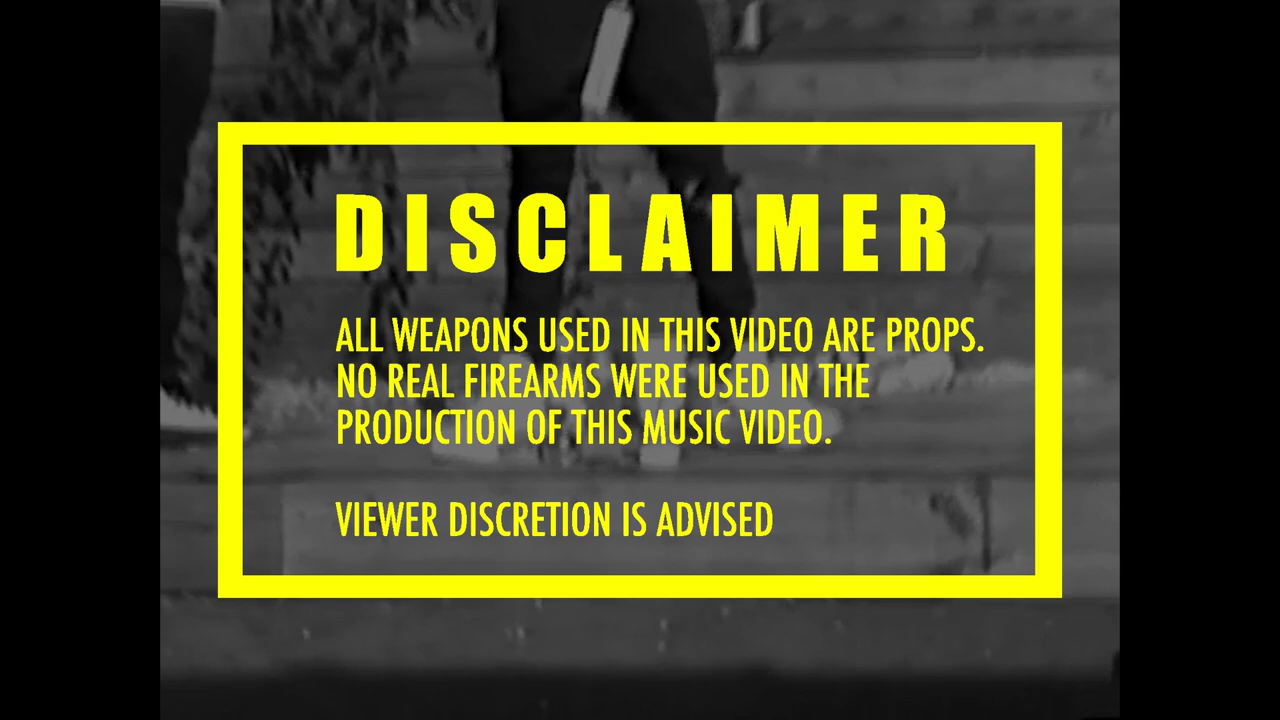 DISCLAIMER
ALL WEAPONS USED IN THIS VIDEO ARE PROPS.
NO REAL FIREARMS WERE USED IN THE
PRODUCTION OF THIS MUSIC VIDEO.
VIEWER DISCRETION IS ADVISED